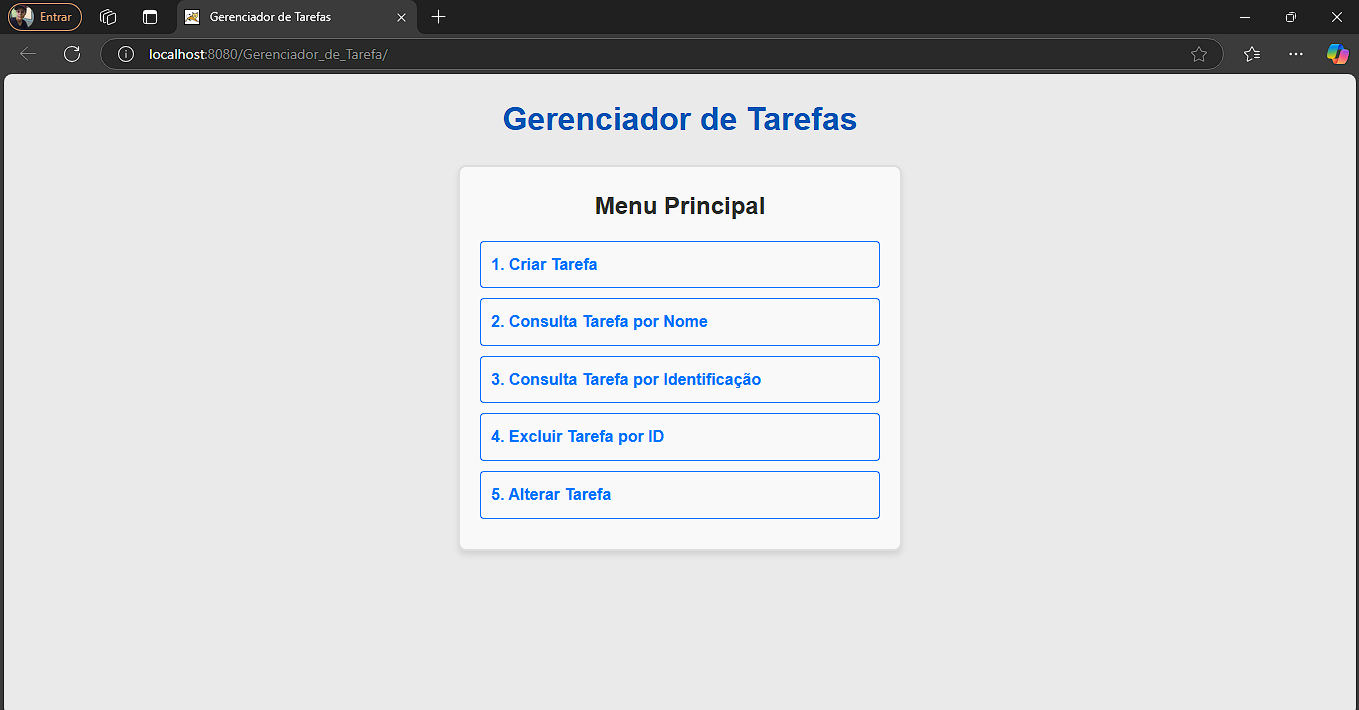 Entrar
Gerenciador de Tarefas
localhost:8080/Gerenciador_de_Tarefa/
Gerenciador de Tarefas
Menu Principal
1. Criar Tarefa
2. Consulta Tarefa por Nome
3. Consulta Tarefa por Identificação
4. Excluir Tarefa por ID
5. Alterar Tarefa